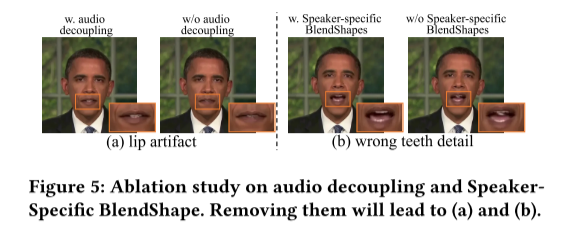 w. audio
decoupling
w/o audio
decoupling
w. Speaker-specific
BlendShapes
w/o Speaker-specific
BlendShapes
(a) lip artifact
(b) wrong teeth detail
Figure 5: Ablation study on audio decoupling and Speaker-
Specific BlendShape. Removing them will lead to (a) and (b).